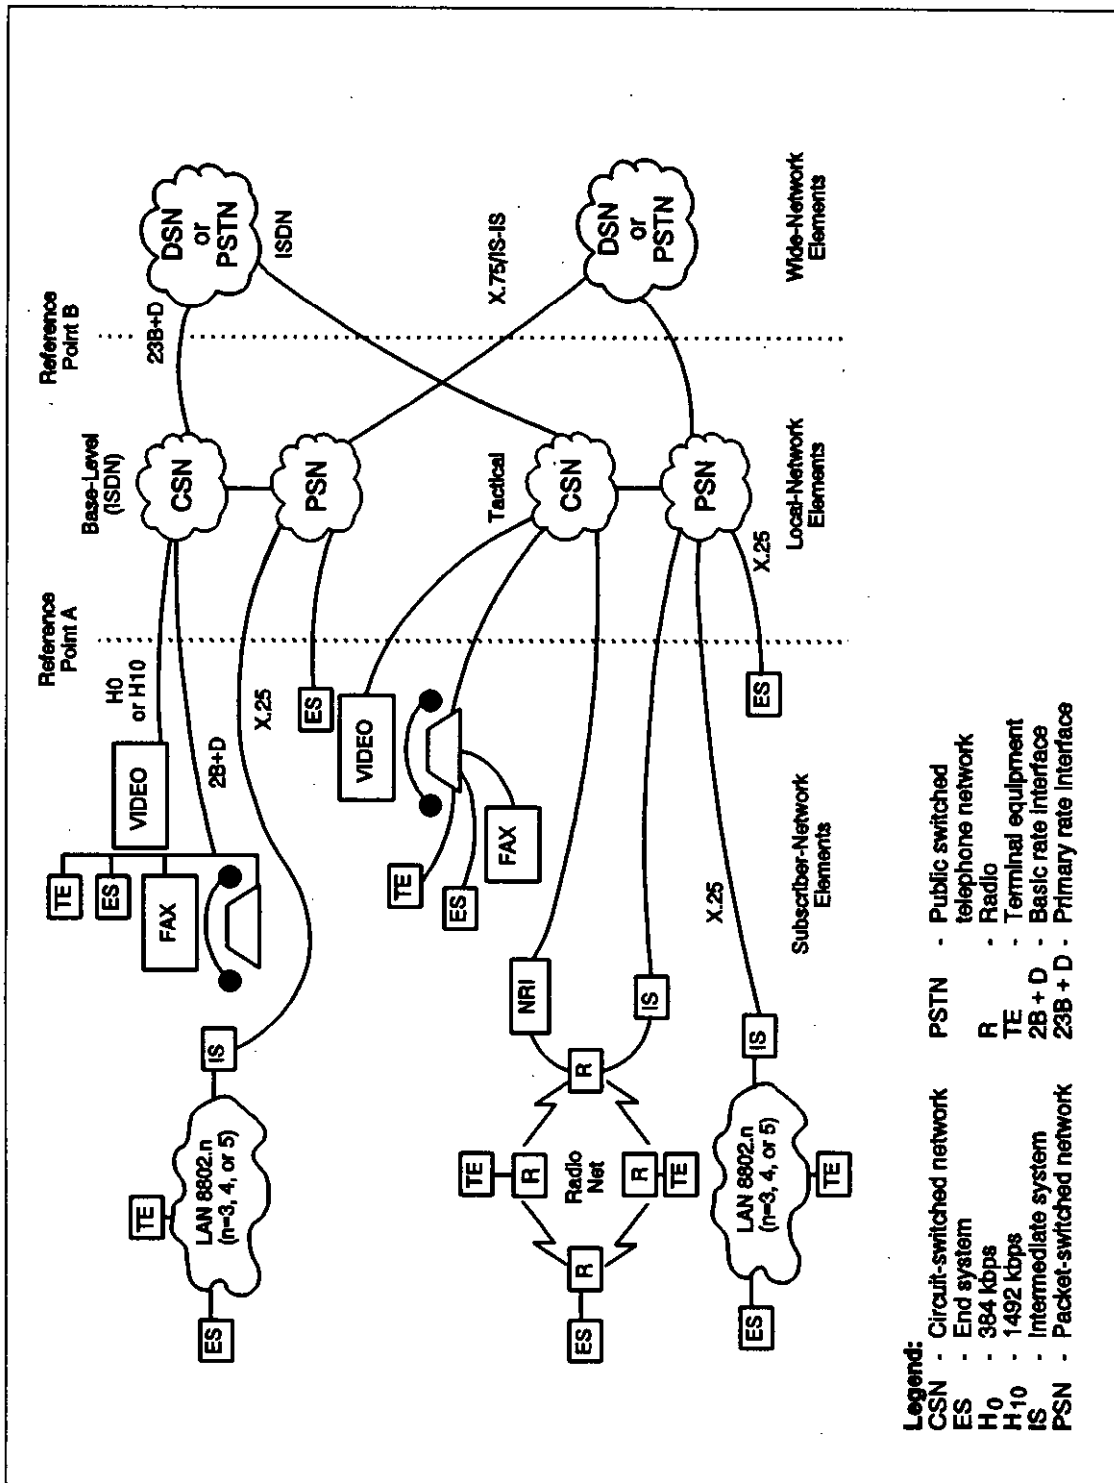 Reference
Point A
Reference
Point B
Base-Level
(ISDN)
H0
or H10
23B+D
TE
ES
VIDEO
FAX
2B+D
CSN
DSN
or
PSTN
ISDN
TE
LAN 8802.n
(n=3, 4, or 5)
ES
IS
X.25
ES
PSN
VIDEO
Tactical
X.75/IS-IS
TE
ES
FAX
CSN
DSN
or
PSTN
NRI
TE
R
Radio
Net
R
R
ES
R
TE
IS
PSN
X.25
X.25
ES
IS
LAN 8802.n
(n=3, 4, or 5)
ES
TE
Subscriber-Network
Elements
Local-Network
Elements
Wide-Network
Elements
Legend:
CSN - Circuit-switched network
ES - End system
H0 - 384 kbps
H10 - 1492 kbps
IS - Intermediate system
PSN - Packet-switched network
PSTN - Public switched
telephone network
R - Radio
TE - Terminal equipment
2B + D - Basic rate interface
23B + D - Primary rate interface